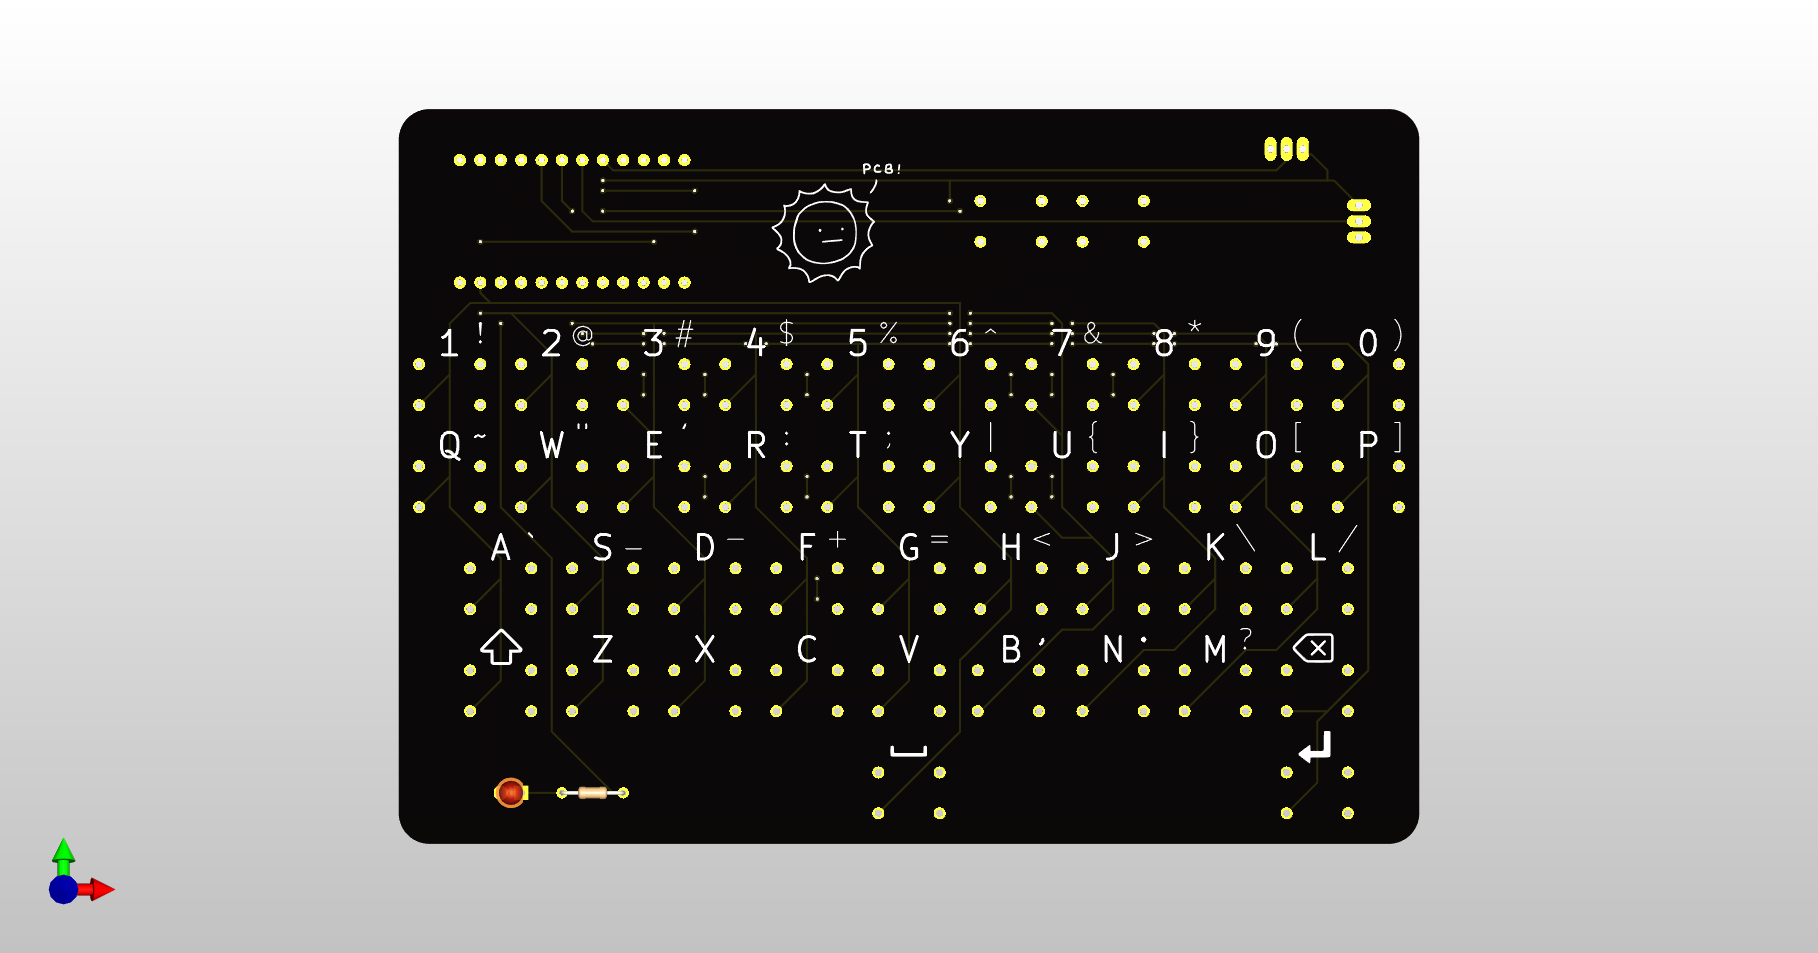 PCB!
1 ! 2 @ 3 # 4 $ 5 % 6 ^ 7 & 8 * 9 ( 0 )
Q ~ W " E ' R : T ; Y | U { I } O [ P ]
A ` S _ D - F + G = H < J > K \ L /
Z X C V B , N . M ?